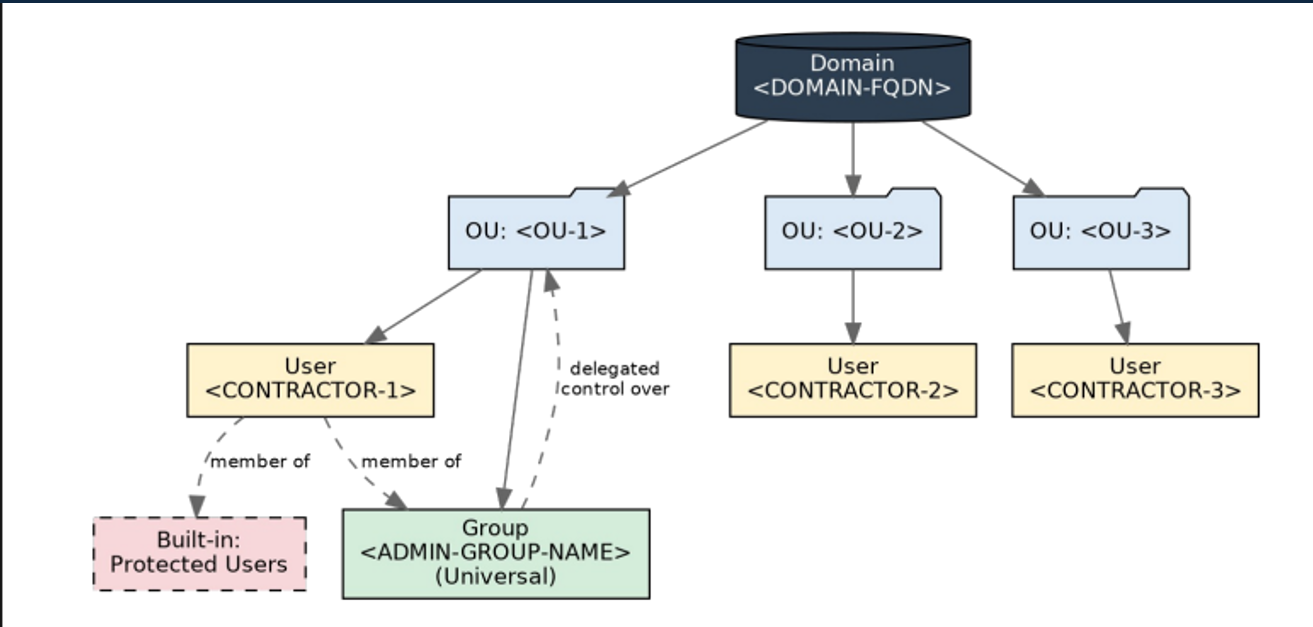 Domain
<DOMAIN-FQDN>
OU: <OU-1>
OU: <OU-2>
OU: <OU-3>
delegated
control over
User
<CONTRACTOR-1>
User
<CONTRACTOR-2>
User
<CONTRACTOR-3>
member of
member of
Built-in:
Protected Users
Group
<ADMIN-GROUP-NAME>
(Universal)